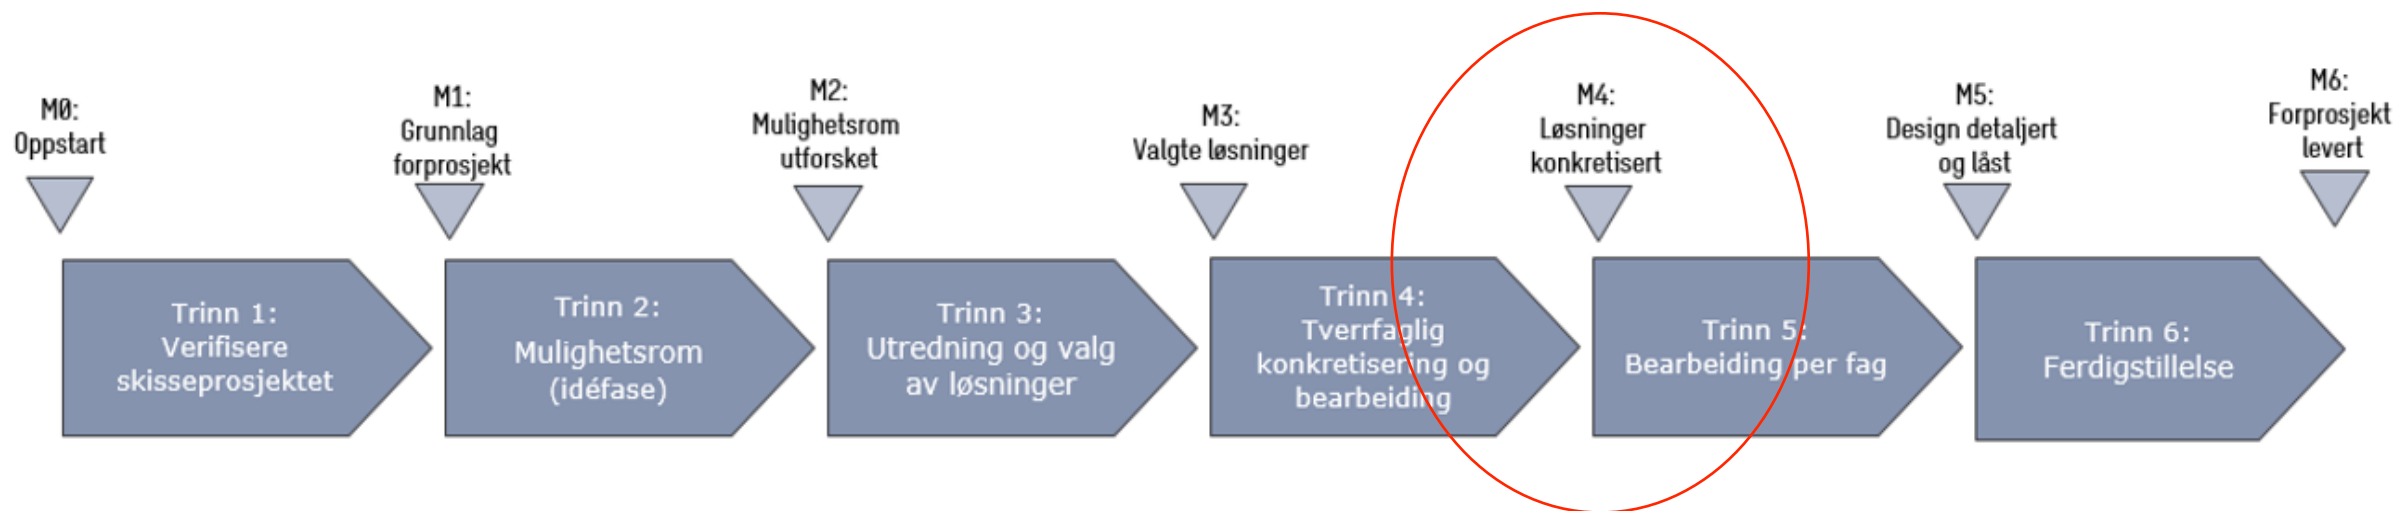 M0:
Oppstart
M1:
Grunnlag
forprosjekt
M2:
Mulighetsrom
utforsket
M3:
Valgte løsninger
M4:
Løsninger
konkretisert
M5:
Design detaljert
og låst
M6:
Forprosjekt
levert
Trinn 1:
Verifisere
skisseprosjektet
Trinn 2:
Mulighetsrom
(idéfase)
Trinn 3:
Utredning og valg
av løsninger
Trinn 4:
Tverrfaglig
konkretisering og
bearbeiding
Trinn 5:
Bearbeiding per fag
Trinn 6:
Ferdigstillelse